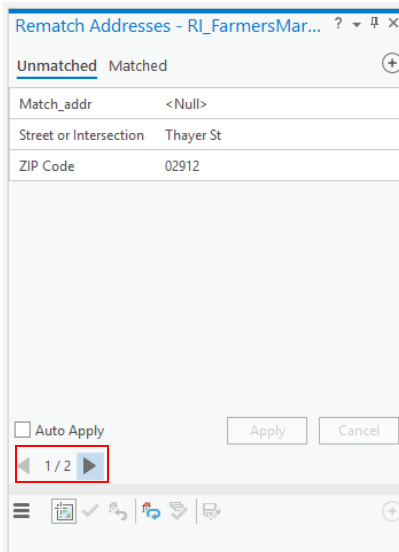 Rematch Addresses - RI_FarmersMar... ?
Unmatched Matched
Match_addr <Null>
Street or Intersection Thayer St
ZIP Code 02912
Auto Apply Apply Cancel
1 / 2